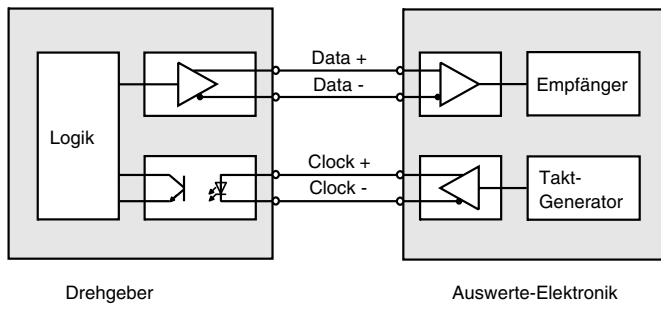 Data +
Data -
Logik
Empfänger
Clock +
Clock -
Takt-
Generator
Drehgeber
Auswerte-Elektronik